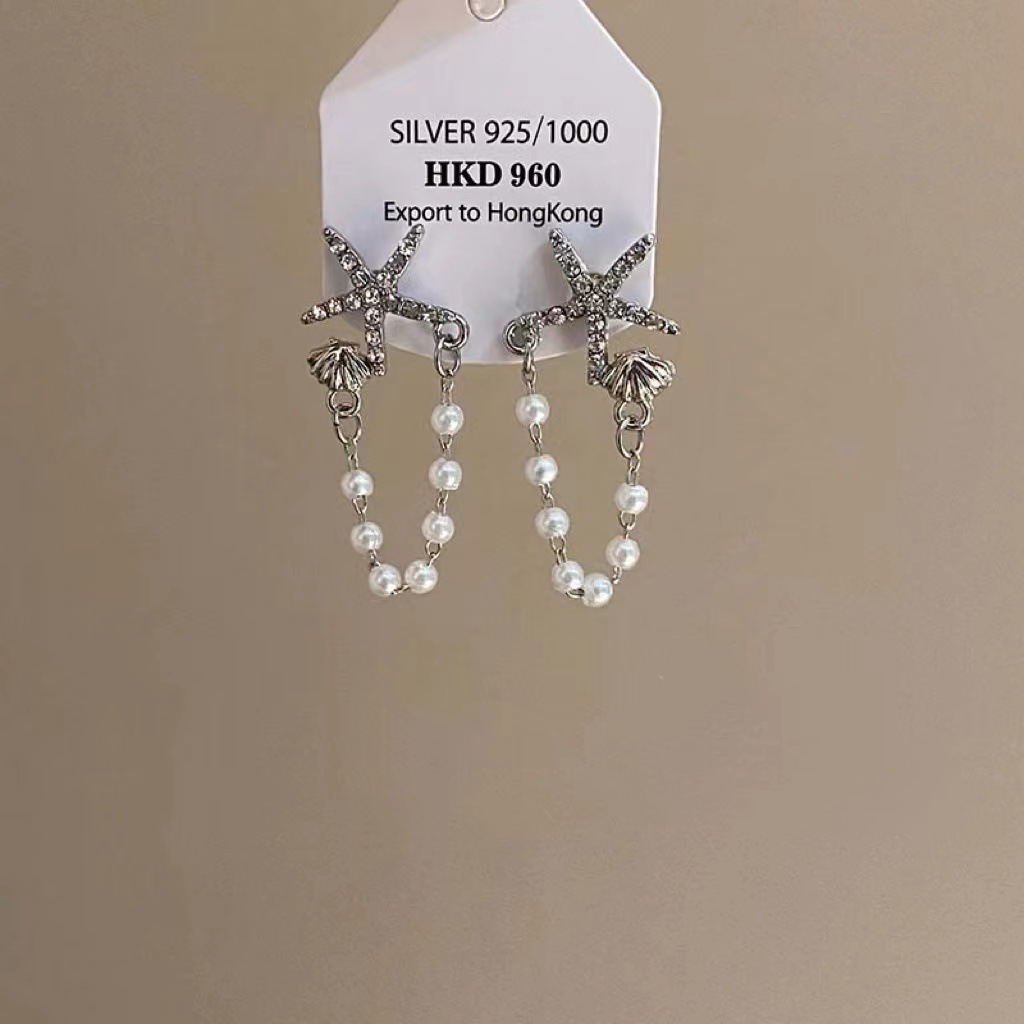 SILVER 925/1000
HKD 960
Export to HongKong